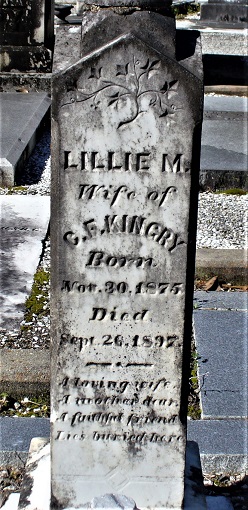 LILLIE M.
Wife of
C. F. KINGRY
Born
Nov. 30, 1875
Died
Sept. 26, 1897.
A loving wife,
A mother dear,
A faithful friend
Lies buried here